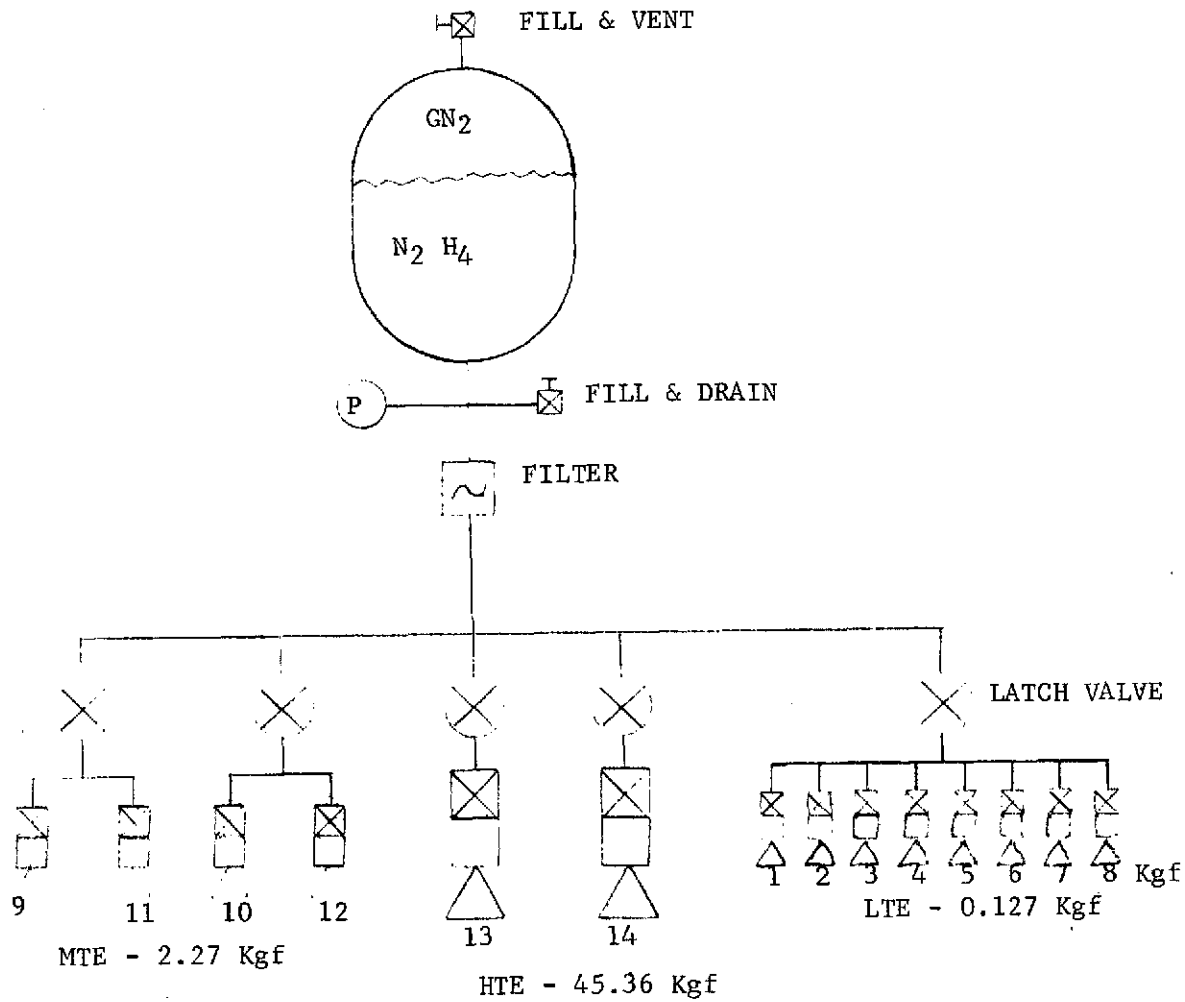 FILL & VENT
GN2
N2 H4
P
FILL & DRAIN
FILTER
LATCH VALVE
9 11 10 12 13 14 1 2 3 4 5 6 7 8 Kgf
LTE - 0.127 Kgf
MTE - 2.27 Kgf
HTE - 45.36 Kgf